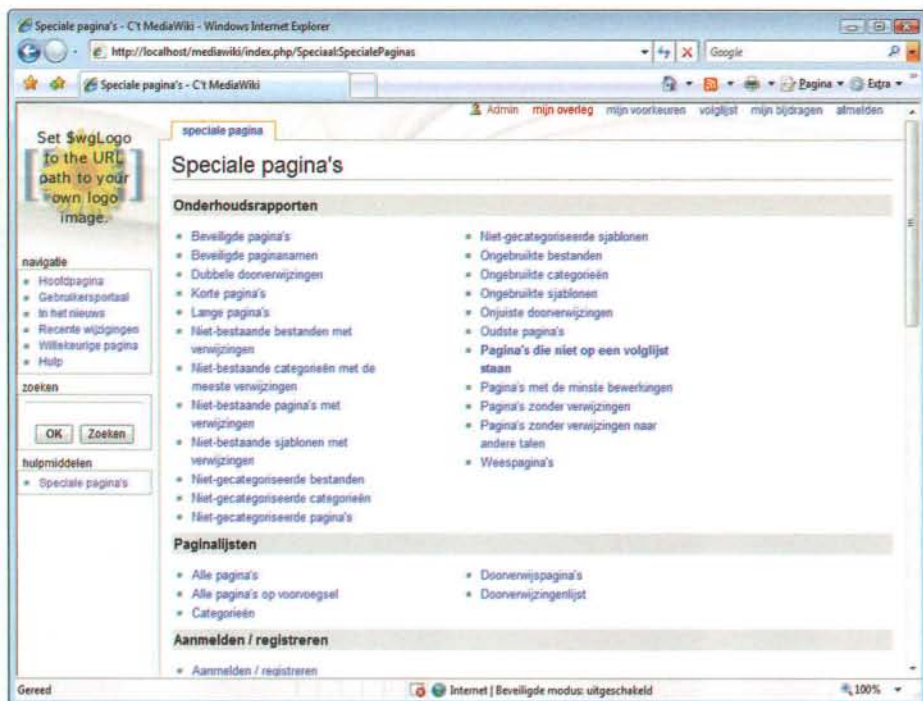 Speciale pagina's - C't MediaWiki - Windows Internet Explorer
http://localhost/mediawiki/index.php/Speciaal:SpecialePaginas
Google
Speciale pagina's - C't MediaWiki
Pagina
Extra
Admin mijn overleg mijn voorkeuren volglijst mijn bijdragen afmelden
Set $wgLogo
to the URL
path to your
own logo
image.
navigatie
Hoofdpagina
Gebruikersportaal
In het nieuws
Recente wijzigingen
Willekeurige pagina
Hulp
zoeken
OK Zoeken
hulpmiddelen
Speciale pagina's
speciale pagina
Speciale pagina's
Onderhoudsrapporten
Beveiligde pagina's
Beveiligde paginanamen
Dubbele doorverwijzingen
Korte pagina's
Lange pagina's
Niet-bestaande bestanden met
verwijzingen
Niet-bestaande categorieën met de
meeste verwijzingen
Niet-bestaande pagina's met
verwijzingen
Niet-bestaande sjablonen met
verwijzingen
Niet-gecategoriseerde bestanden
Niet-gecategoriseerde categorieën
Niet-gecategoriseerde pagina's
Niet-gecategoriseerde sjablonen
Ongebruikte bestanden
Ongebruikte categorieën
Ongebruikte sjablonen
Onjuiste doorverwijzingen
Oudste pagina's
Pagina's die niet op een volglijst
staan
Pagina's met de minste bewerkingen
Pagina's zonder verwijzingen
Pagina's zonder verwijzingen naar
andere talen
Weespagina's
Paginalijsten
Alle pagina's
Alle pagina's op voorvoegsel
Categorieën
Doorverwijspagina's
Doorverwijzingenlijst
Aanmelden / registreren
Aanmelden / registreren
Gereed
Internet | Beveiligde modus: uitgeschakeld
100%